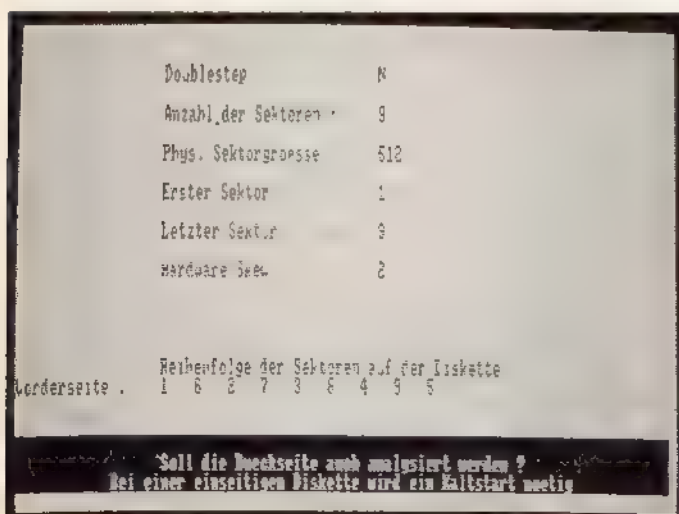 Doublestep N
Anzahl der Sektoren : 9
Phys. Sektorgroesse 512
Erster Sektor 1
Letzter Sektor 9
Hardware Skew 2
Reihenfolge der Sektoren auf der Diskette
Vorderseite : 1 6 2 7 3 8 4 9 5
Soll die Rueckseite auch analysiert werden ?
Bei einer einseitigen Diskette wird ein Kaltstart noetig